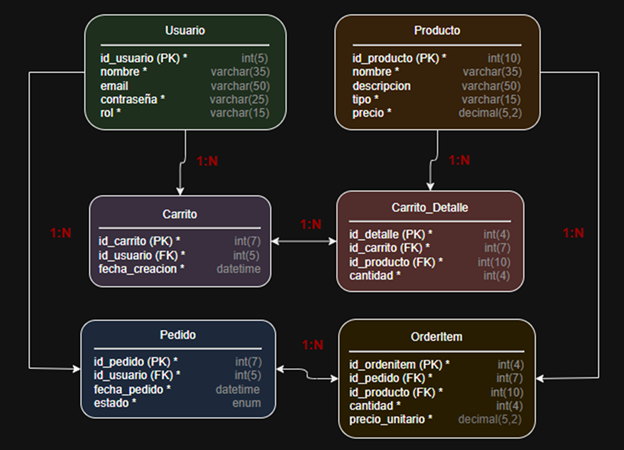 Usuario
id_usuario (PK) * int(5)
nombre * varchar(35)
email varchar(50)
contraseña * varchar(25)
rol * varchar(15)
Producto
id_producto (PK) * int(10)
nombre * varchar(35)
descripcion varchar(50)
tipo * varchar(15)
precio * decimal(5,2)
1:N
1:N
Carrito
id_carrito (PK) * int(7)
id_usuario (FK) * int(5)
fecha_creacion * datetime
Carrito_Detalle
id_detalle (PK) * int(4)
id_carrito (FK) * int(7)
id_producto (FK) * int(10)
cantidad * int(4)
1:N
1:N
1:N
Pedido
id_pedido (PK) * int(7)
id_usuario (FK) * int(5)
fecha_pedido * datetime
estado * enum
1:N
OrderItem
id_ordenitem (PK) * int(4)
id_pedido (FK) * int(7)
id_producto (FK) * int(10)
cantidad * int(4)
precio_unitario * decimal(5,2)